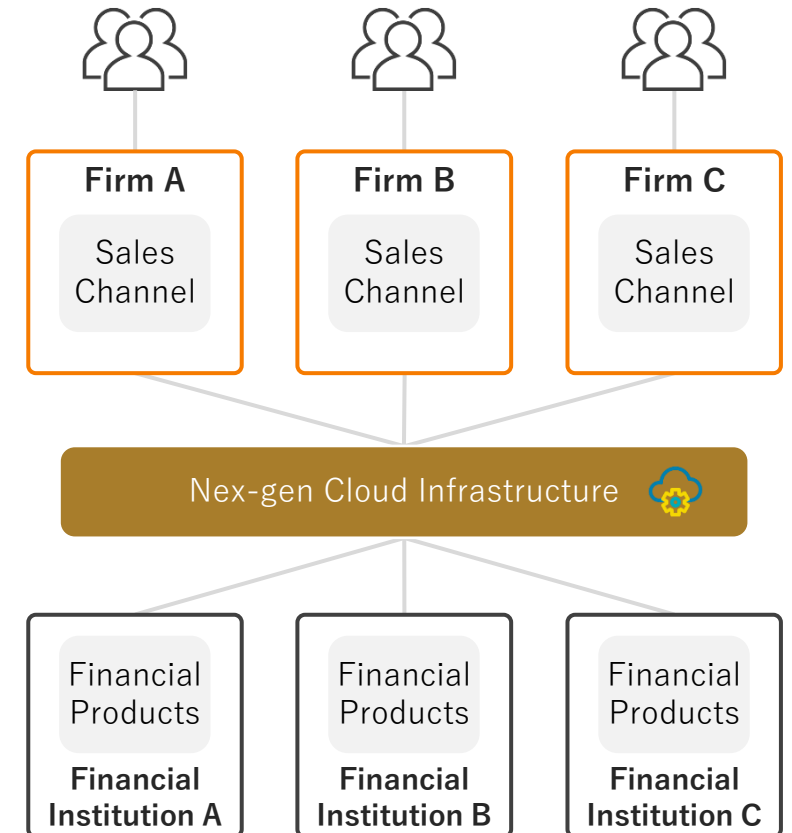 Firm A
Firm B
Firm C
Sales
Channel
Sales
Channel
Sales
Channel
Nex-gen Cloud Infrastructure
Financial
Products
Financial
Products
Financial
Products
Financial
Institution A
Financial
Institution B
Financial
Institution C